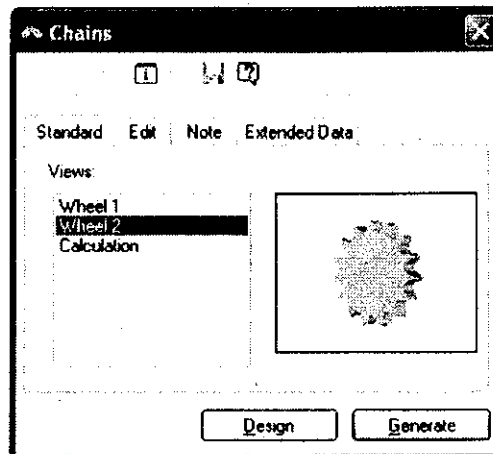 Chains
Standard Edit Note Extended Data
Views:
Wheel 1
Wheel 2
Calculation
Design Generate